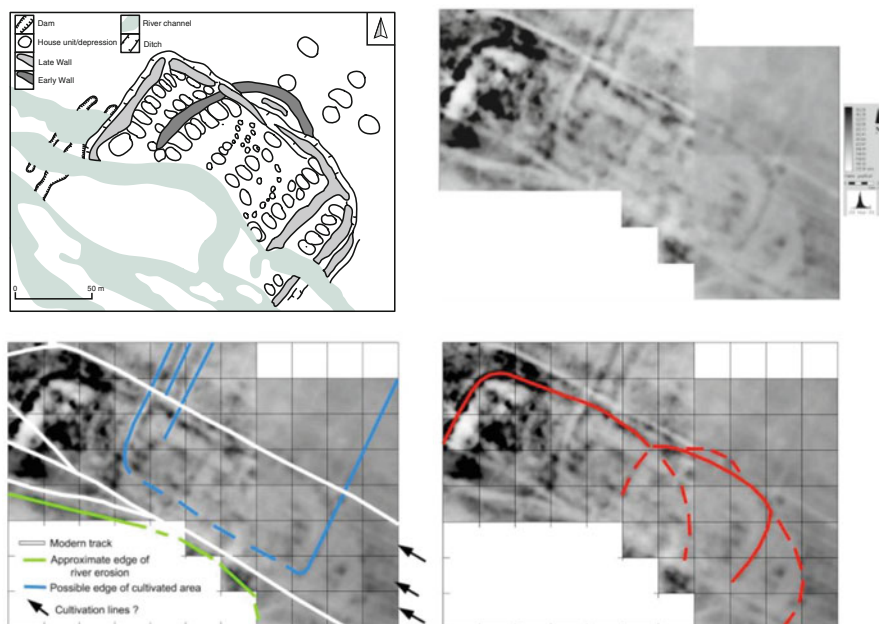 Dam
River channel
House unit/depression
Ditch
Late Wall
Early Wall
0 50 m
Modern track
Approximate edge of
river erosion
Possible edge of cultivated area
Cultivation lines ?